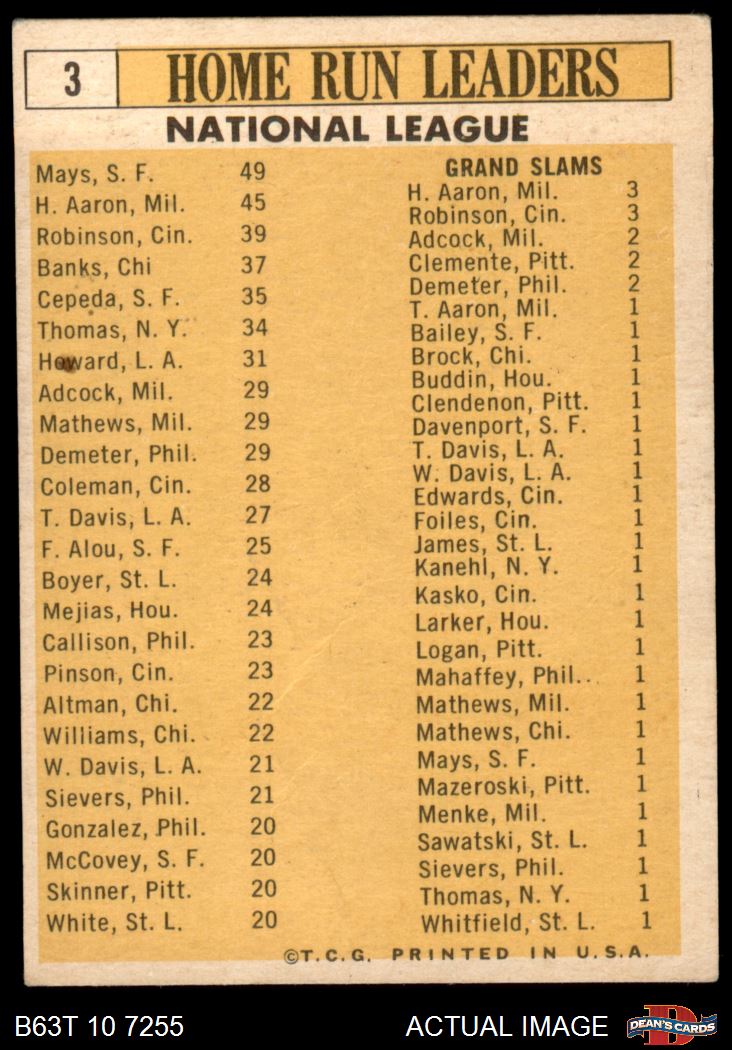 3 HOME RUN LEADERS
NATIONAL LEAGUE
Mays, S. F. 49
H. Aaron, Mil. 45
Robinson, Cin. 39
Banks, Chi 37
Cepeda, S. F. 35
Thomas, N. Y. 34
Howard, L. A. 31
Adcock, Mil. 29
Mathews, Mil. 29
Demeter, Phil. 29
Coleman, Cin. 28
T. Davis, L. A. 27
F. Alou, S. F. 25
Boyer, St. L. 24
Mejias, Hou. 24
Callison, Phil. 23
Pinson, Cin. 23
Altman, Chi. 22
Williams, Chi. 22
W. Davis, L. A. 21
Sievers, Phil. 21
Gonzalez, Phil. 20
McCovey, S. F. 20
Skinner, Pitt. 20
White, St. L. 20
GRAND SLAMS
H. Aaron, Mil. 3
Robinson, Cin. 3
Adcock, Mil. 2
Clemente, Pitt. 2
Demeter, Phil. 2
T. Aaron, Mil. 1
Bailey, S. F. 1
Brock, Chi. 1
Buddin, Hou. 1
Clendenon, Pitt. 1
Davenport, S. F. 1
T. Davis, L. A. 1
W. Davis, L. A. 1
Edwards, Cin. 1
Foiles, Cin. 1
James, St. L. 1
Kanehl, N. Y. 1
Kasko, Cin. 1
Larker, Hou. 1
Logan, Pitt. 1
Mahaffey, Phil.. 1
Mathews, Mil. 1
Mathews, Chi. 1
Mays, S. F. 1
Mazeroski, Pitt. 1
Menke, Mil. 1
Sawatski, St. L. 1
Sievers, Phil. 1
Thomas, N. Y. 1
Whitfield, St. L. 1
©T.C.G. PRINTED IN U.S.A.
B63T 10 7255 ACTUAL IMAGE DEAN'S CARDS